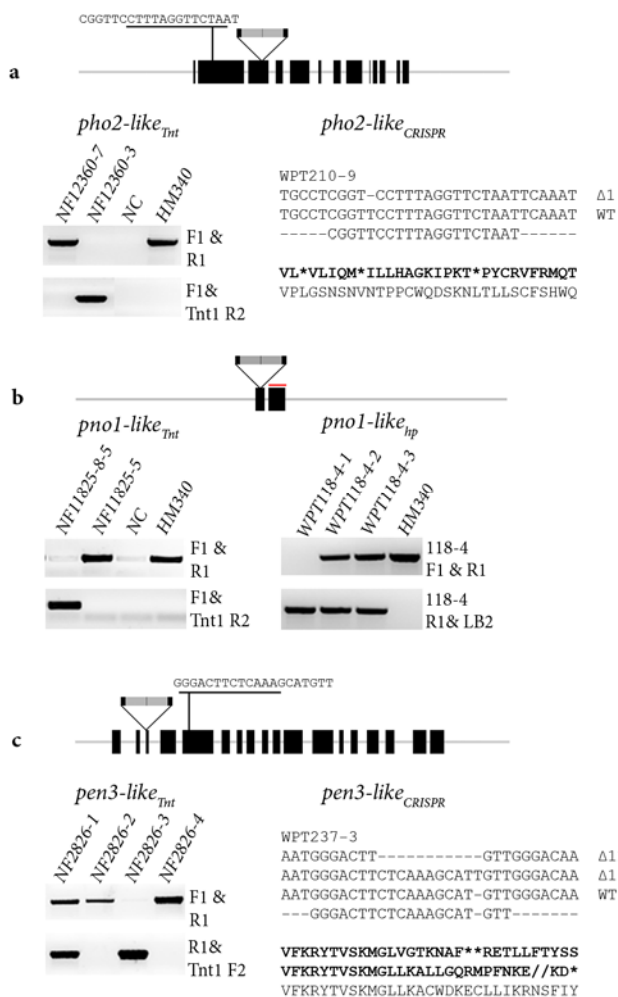 CGGTTCCTTTAGGTTCTAAT
a
pho2-likeTnt
pho2-likeCRISPR
NF12360-7
NF12360-3
NC
HM340
F1 &
R1
F1&
Tnt1 R2
WPT210-9
TGCCTCGGT-CCTTTAGGTTCTAATTCAAAT Δ1
TGCCTCGGTTCCTTTAGGTTCTAATTCAAAT WT
-----CGGTTCCTTTAGGTTCTAAT------
VL*VLIQM*ILLHAGKIPKT*PYCRVFRMQT
VPLGSNSNVNTPPCWQDSKNLTLLSCFSHWQ
b
pno1-likeTnt
pno1-likehp
NF11825-8-5
NF11825-5
NC
HM340
F1 &
R1
F1&
Tnt1 R2
WPT118-4-1
WPT118-4-2
WPT118-4-3
HM340
118-4
F1 & R1
118-4
R1& LB2
GGGACTTCTCAAAGCATGTT
c
pen3-likeTnt
pen3-likeCRISPR
NF2826-1
NF2826-2
NF2826-3
NF2826-4
F1 &
R1
R1&
Tnt1 F2
WPT237-3
AATGGGACTT------------GTTGGGACAA Δ1
AATGGGACTTCTCAAAGCATTGTTGGGACAA Δ1
AATGGGACTTCTCAAAGCAT-GTTGGGACAA WT
---GGGACTTCTCAAAGCAT-GTT-------
VFKRYTVSKMGLVGTKNAF**RETLLFTYSS
VFKRYTVSKMGLLKALLGQRMPFNKE//KD*
VFKRYTVSKMGLLKACWDKECLLIKRNSFIY